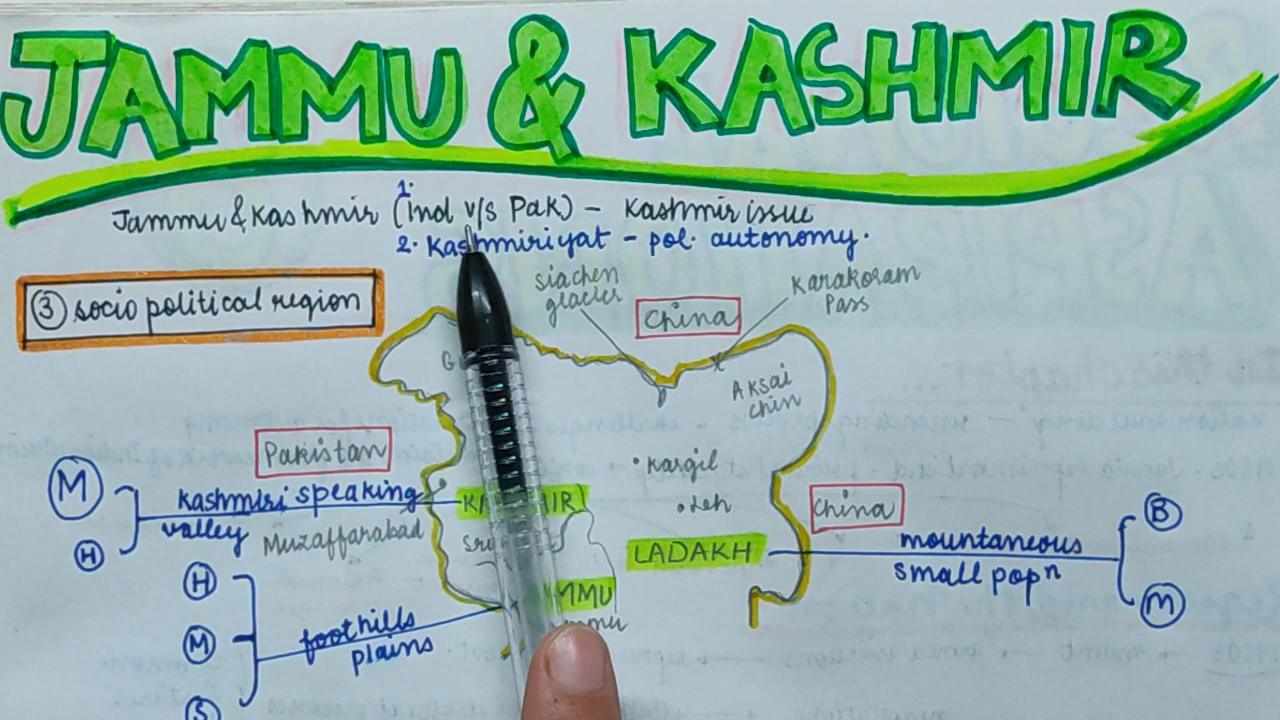 JAMMU & KASHMIR
Jammu & Kashmir (1. Ind v/s Pak) - Kashmir issue
2. Kashmiriyat - pol. autonomy.
③ socio political region
siachen
glacier
China
Karakoram
Pass
Aksai
chin
Pakistan
Kargil
Leh
M
Kashmiri speaking
valley
H
Muzaffarabad
China
LADAKH
mountaneous
small popn
B
M
H
M
S
foothills
plains